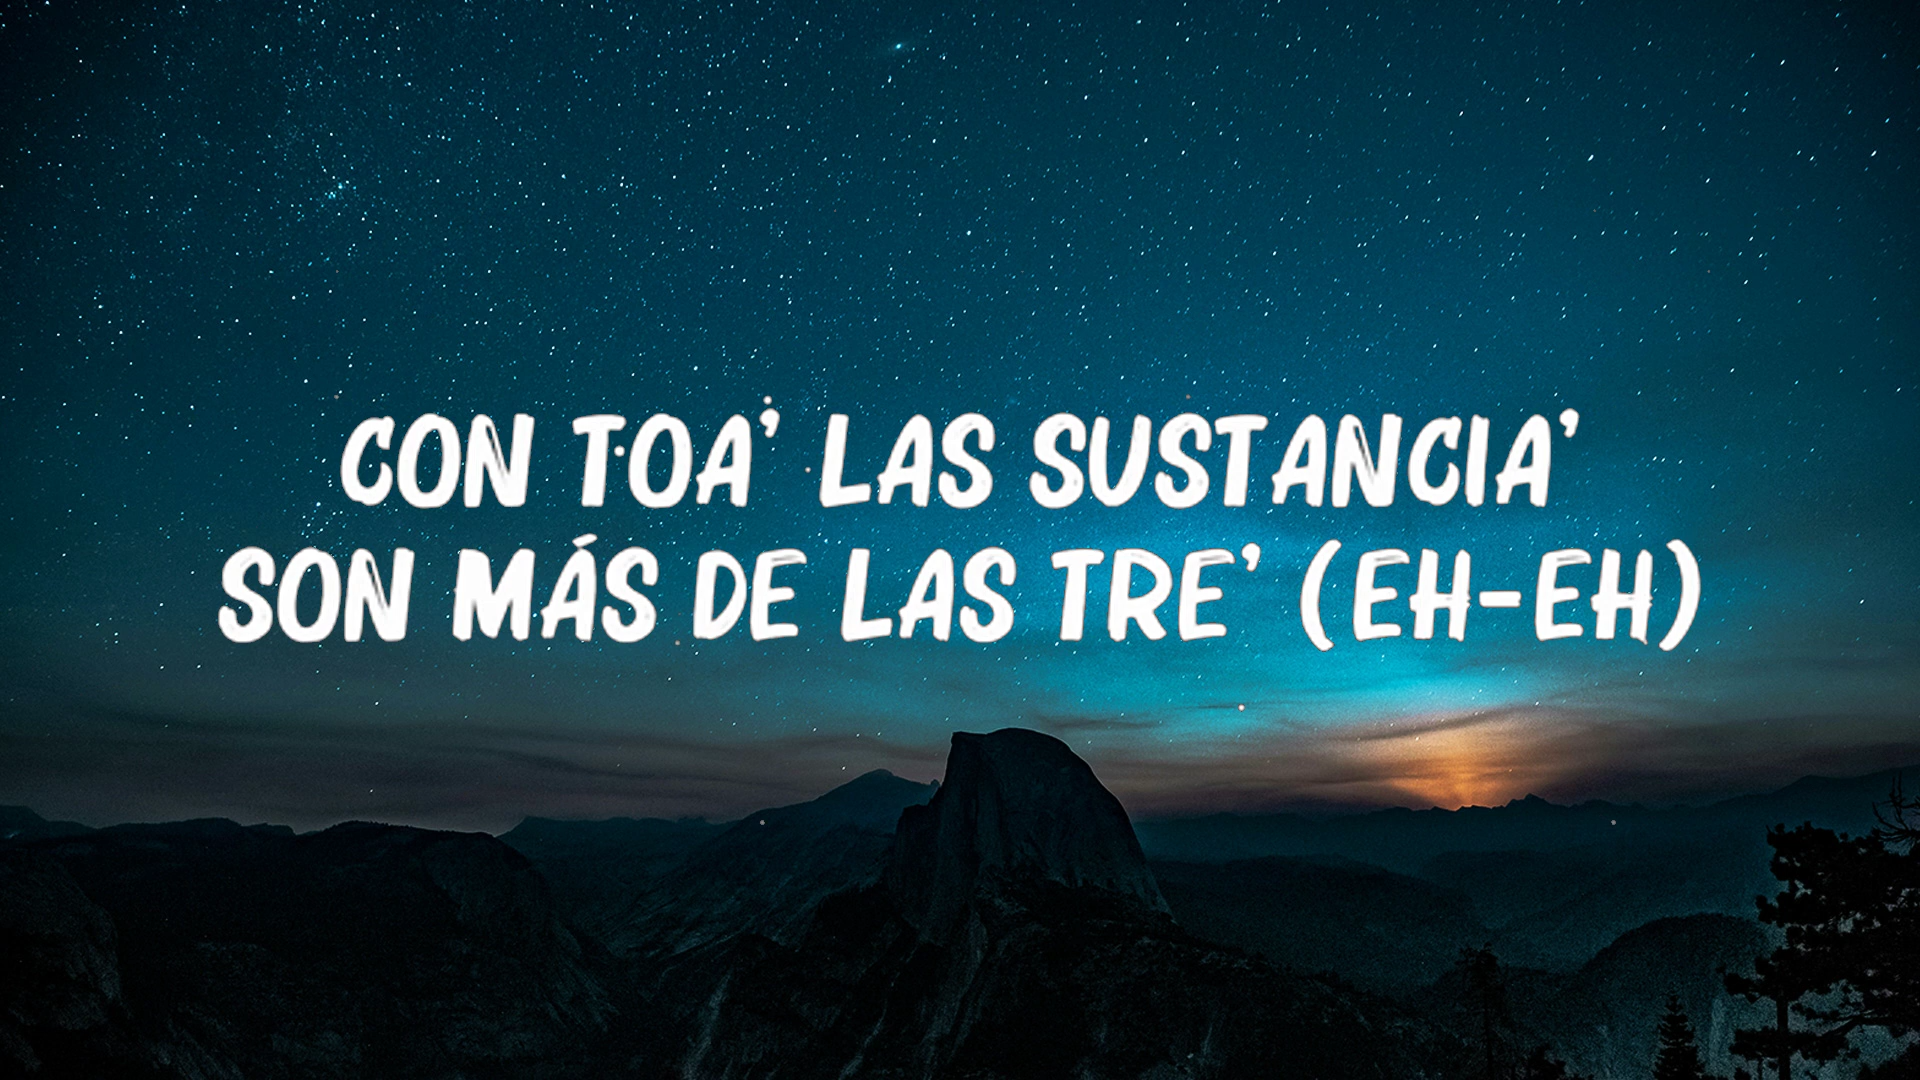 CON TOA' LAS SUSTANCIA'
SON MÁS DE LAS TRE' (EH-EH)